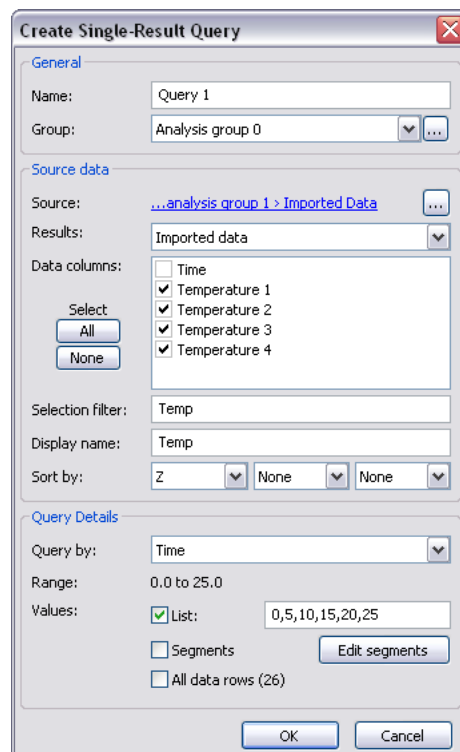 Create Single-Result Query
General
Name: Query 1
Group: Analysis group 0 ...
Source data
Source: ...analysis group 1 > Imported Data ...
Results: Imported data
Data columns: Time
Temperature 1
Select Temperature 2
All Temperature 3
None Temperature 4
Selection filter: Temp
Display name: Temp
Sort by: Z None None
Query Details
Query by: Time
Range: 0.0 to 25.0
Values: List: 0,5,10,15,20,25
Segments Edit segments
All data rows (26)
OK Cancel